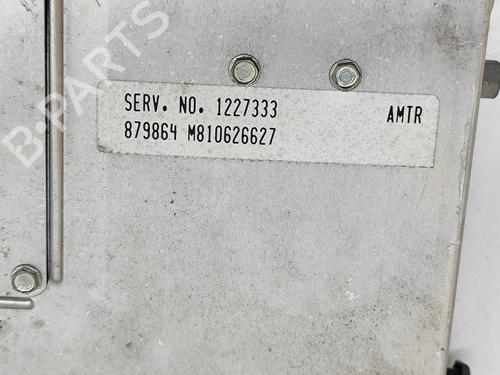 B-PARTS
SERV. NO. 1227333 AMTR
879864 M810626627